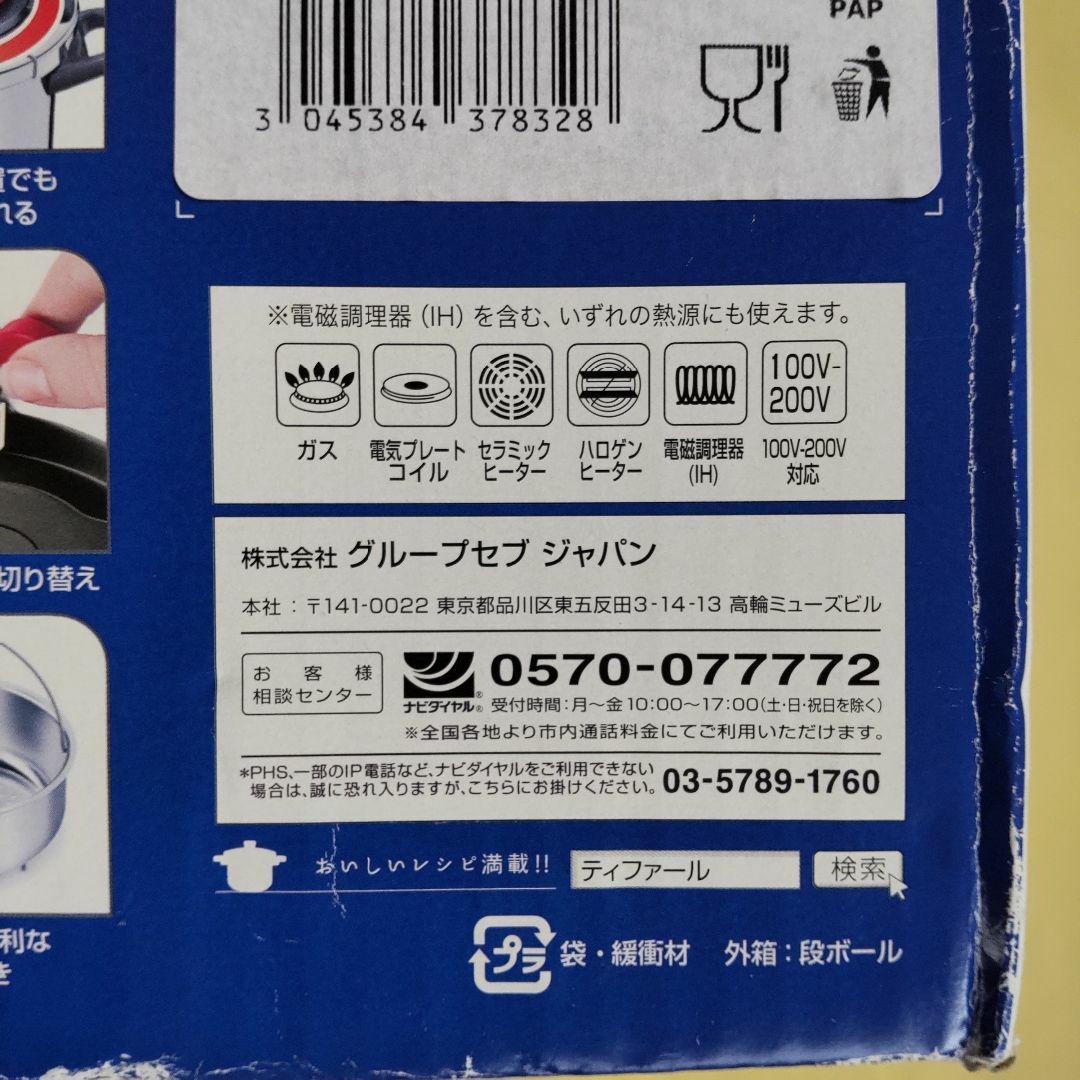 PAP
3 045384 378328
でも
れる
※電磁調理器(IH)を含む、いずれの熱源にも使えます。
100V-
200V
ガス
電気プレート
コイル
セラミック
ヒーター
ハロゲン
ヒーター
電磁調理器
(IH)
100V-200V
対応
切り替え
株式会社 グループセブ ジャパン
本社:〒141-0022 東京都品川区東五反田3-14-13 高輪ミューズビル
お客様
相談センター
ナビダイヤル®
®
0570-077772
受付時間:月〜金10:00〜17:00(土・日・祝日を除く)
※全国各地より市内通話料金にてご利用いただけます。
*PHS、一部のIP電話など、ナビダイヤルをご利用できない
場合は、誠に恐れ入りますが、こちらにお掛けください。
03-5789-1760
おいしいレシピ満載!!
ティファール
検索
利な
き
プラ
袋・緩衝材 外箱:段ボール